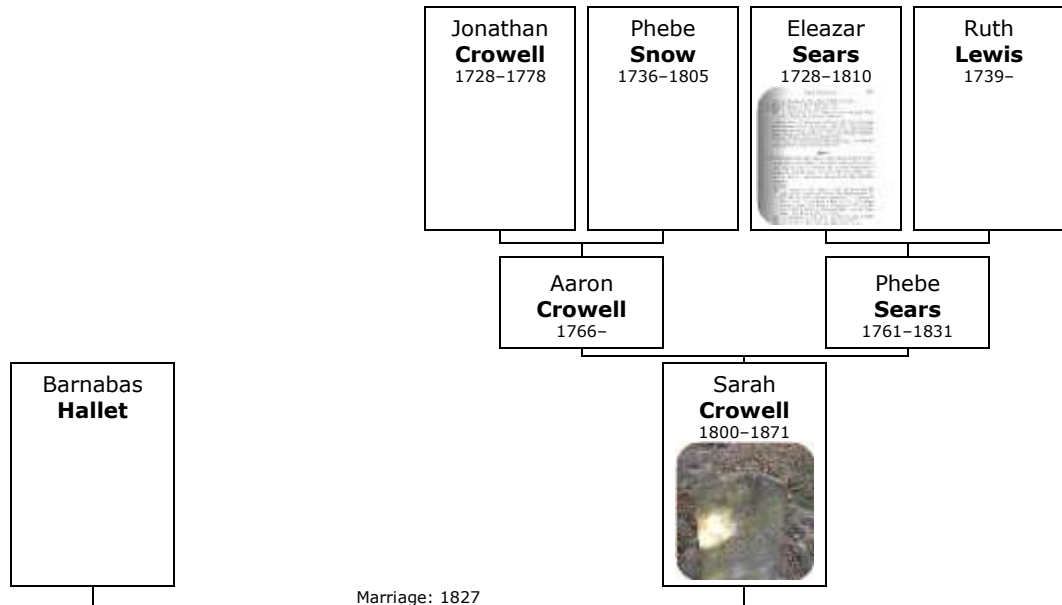 Jonathan
Crowell
1728–1778
Phebe
Snow
1736–1805
Eleazar
Sears
1728–1810
Ruth
Lewis
1739–
Aaron
Crowell
1766–
Phebe
Sears
1761–1831
Barnabas
Hallet
Sarah
Crowell
1800–1871
Marriage: 1827